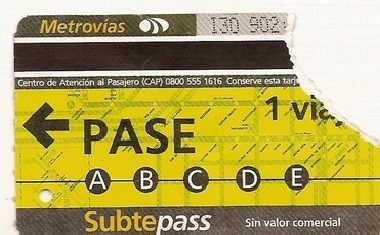 Metrovías 130 902
Centro de Atención al Pasajero (CAP) 0800 555 1616 Conserve esta tarje
1 viaj
PASE
A B C D E
Subtepass Sin valor comercial